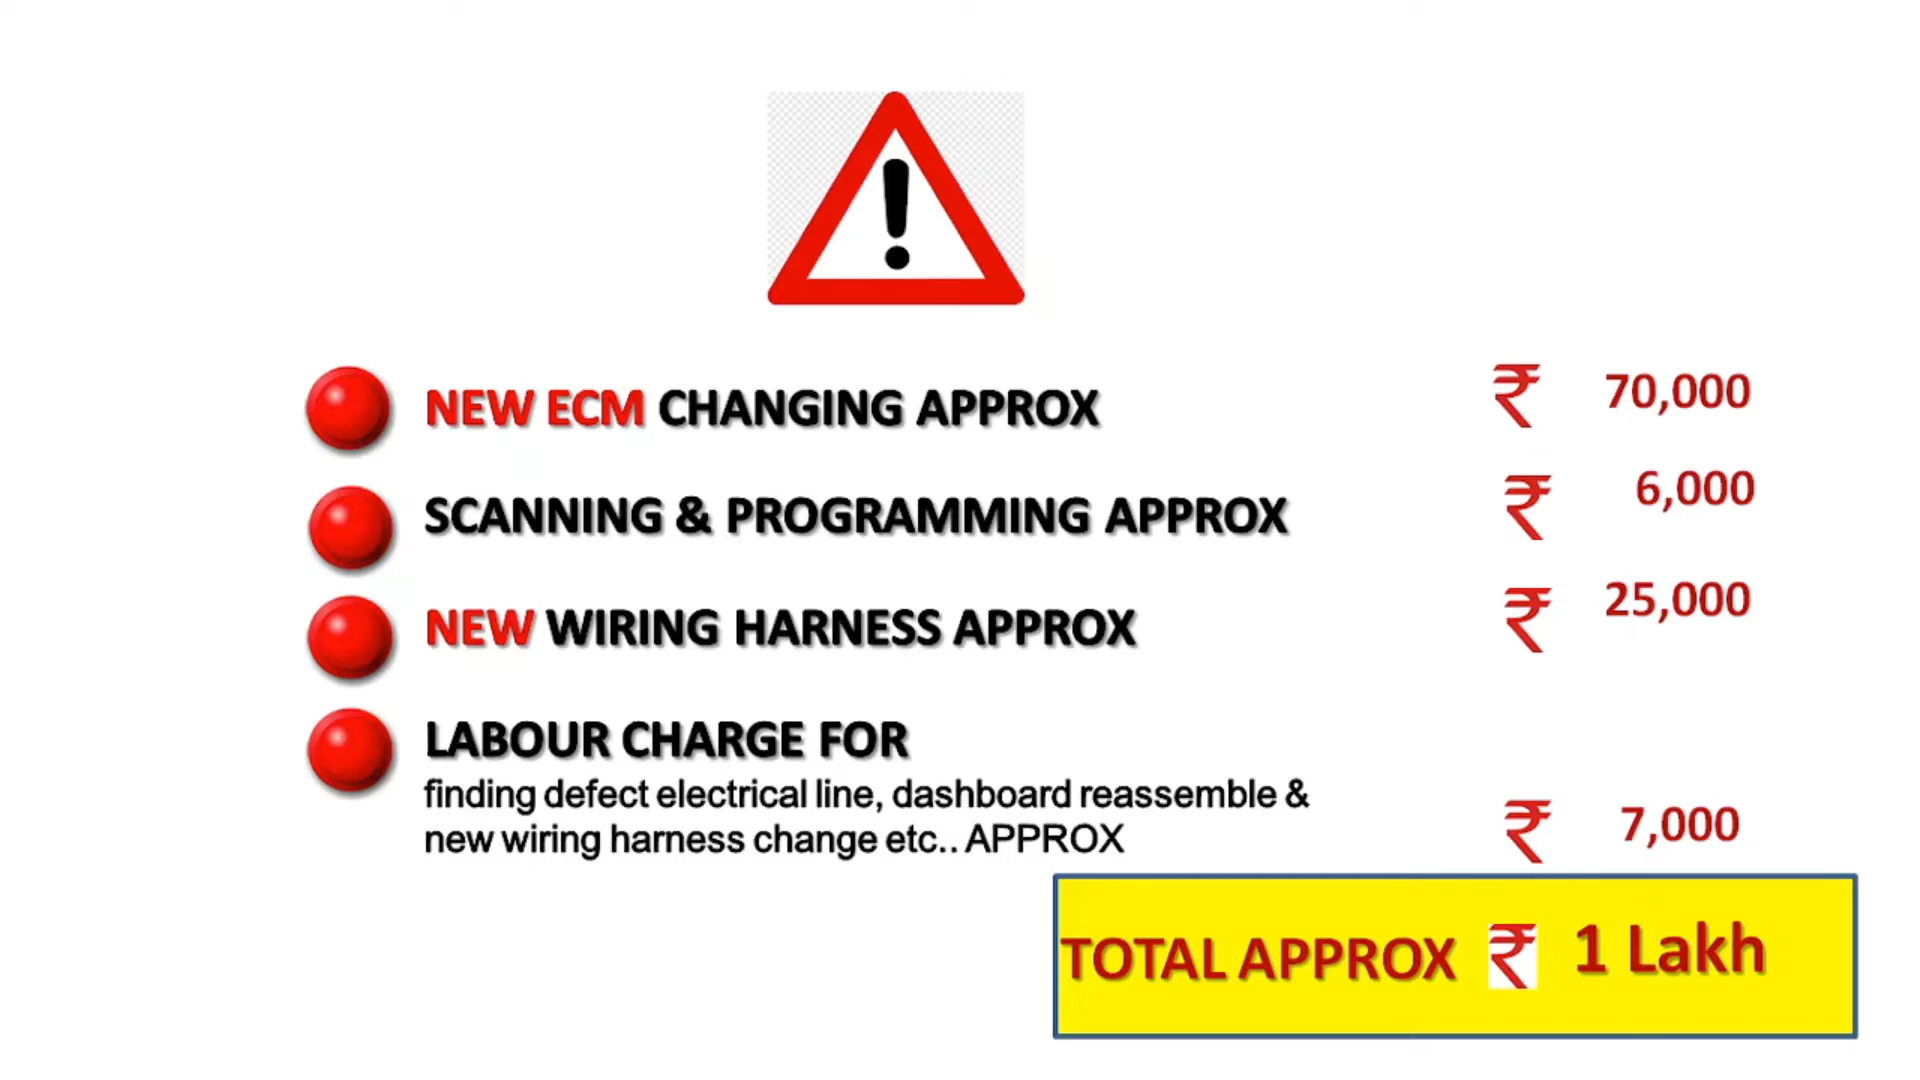 NEW ECM CHANGING APPROX ₹ 70,000
SCANNING & PROGRAMMING APPROX ₹ 6,000
NEW WIRING HARNESS APPROX ₹ 25,000
LABOUR CHARGE FOR
finding defect electrical line, dashboard reassemble &
new wiring harness change etc.. APPROX ₹ 7,000
TOTAL APPROX ₹ 1 Lakh